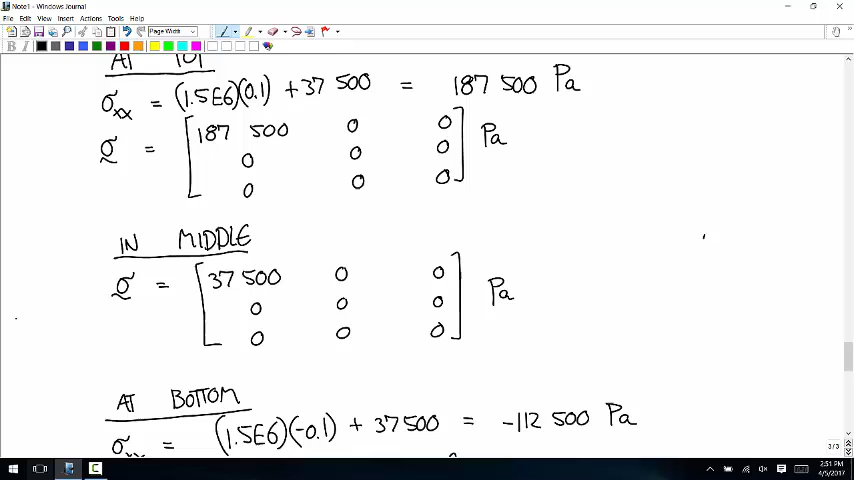 Note1 - Windows Journal
File Edit View Insert Actions Tools Help
Page Width
B I
AT TOP
σxx = (1.5E6)(0.1) + 37 500 = 187 500 Pa
187 500 0 0
σ = 0 0 0 Pa
0 0 0
IN MIDDLE
37 500 0 0
σ = 0 0 0 Pa
0 0 0
AT BOTTOM
σxx = (1.5E6)(-0.1) + 37500 = -112 500 Pa
3/3
2:51 PM
4/5/2017